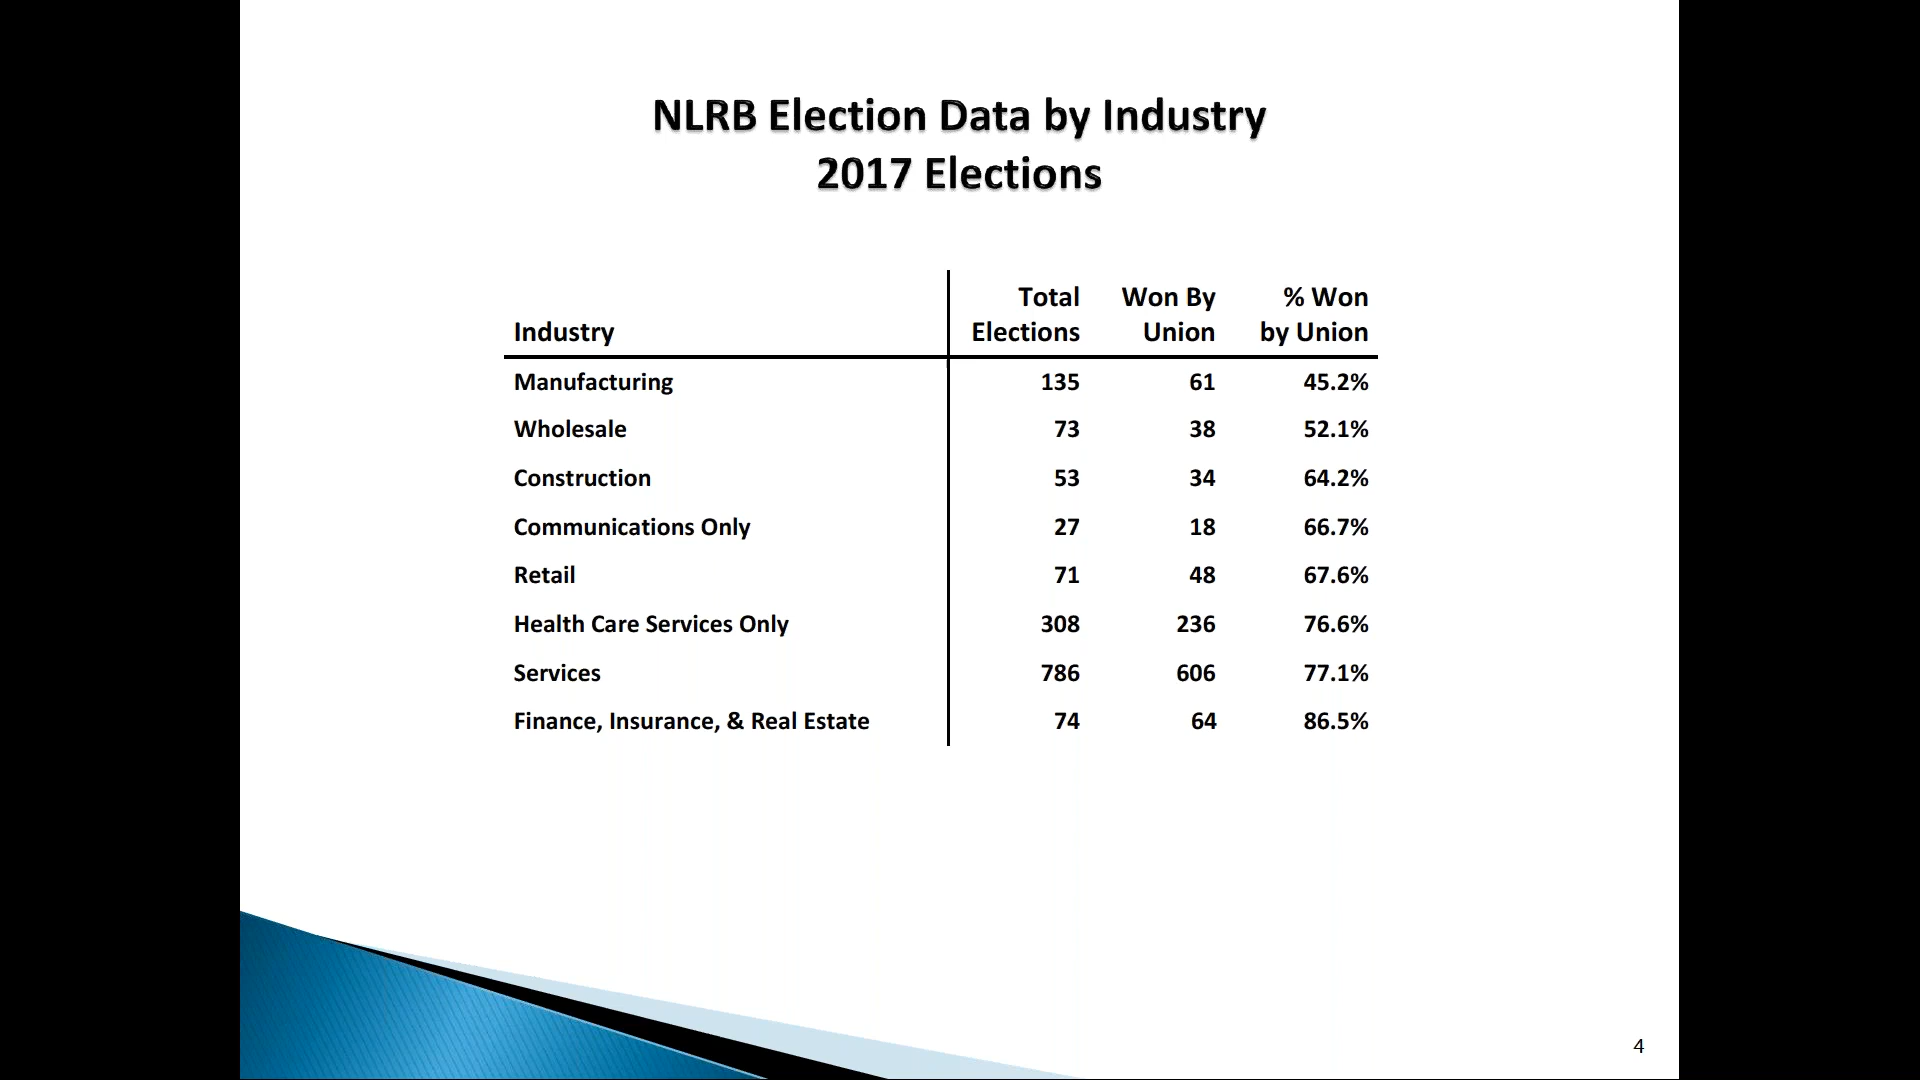 NLRB Election Data by Industry
2017 Elections
Industry Total Elections Won By Union % Won by Union
Manufacturing 135 61 45.2%
Wholesale 73 38 52.1%
Construction 53 34 64.2%
Communications Only 27 18 66.7%
Retail 71 48 67.6%
Health Care Services Only 308 236 76.6%
Services 786 606 77.1%
Finance, Insurance, & Real Estate 74 64 86.5%
4